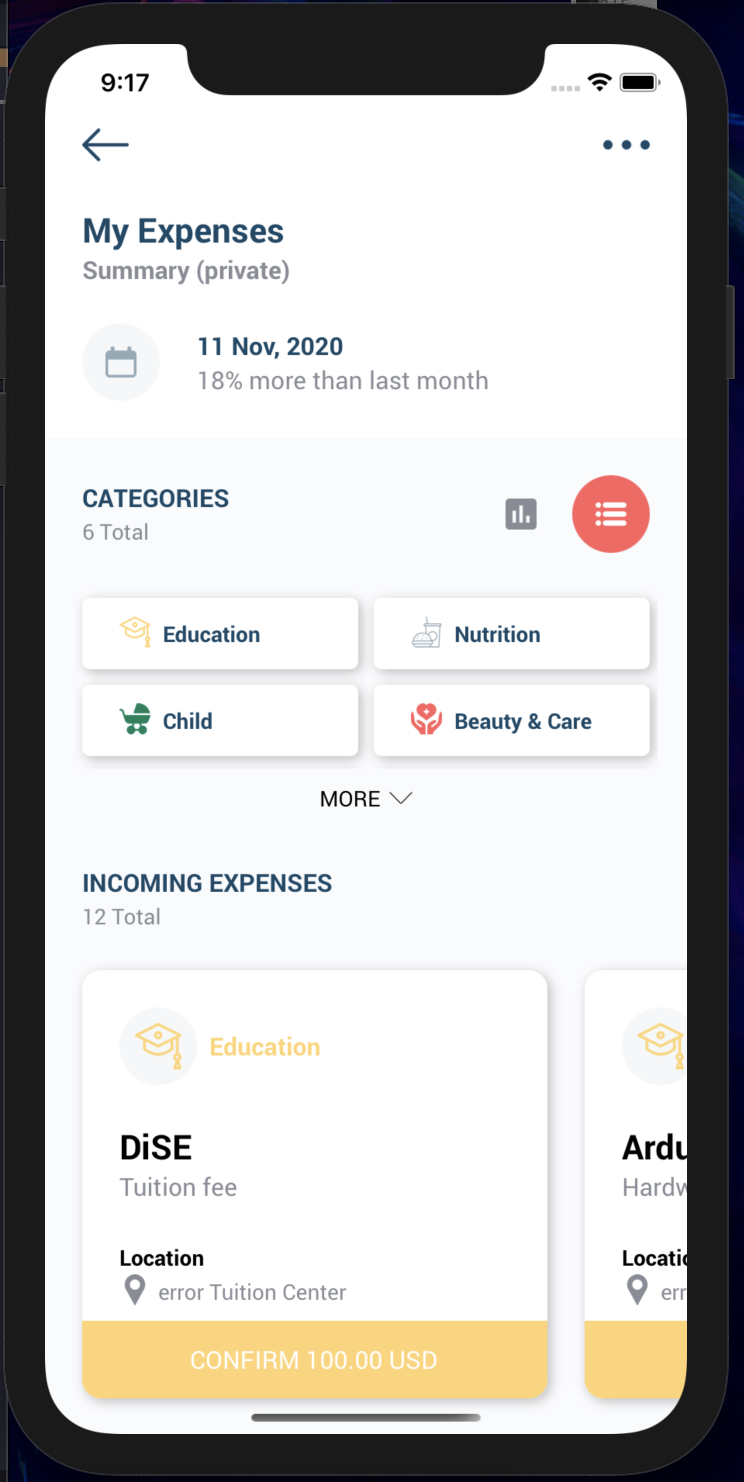 9:17
My Expenses
Summary (private)
11 Nov, 2020
18% more than last month
CATEGORIES
6 Total
Education
Nutrition
Child
Beauty & Care
MORE
INCOMING EXPENSES
12 Total
Education
DiSE
Tuition fee
Location
error Tuition Center
CONFIRM 100.00 USD
Ardu
Hardw
Locatio
err